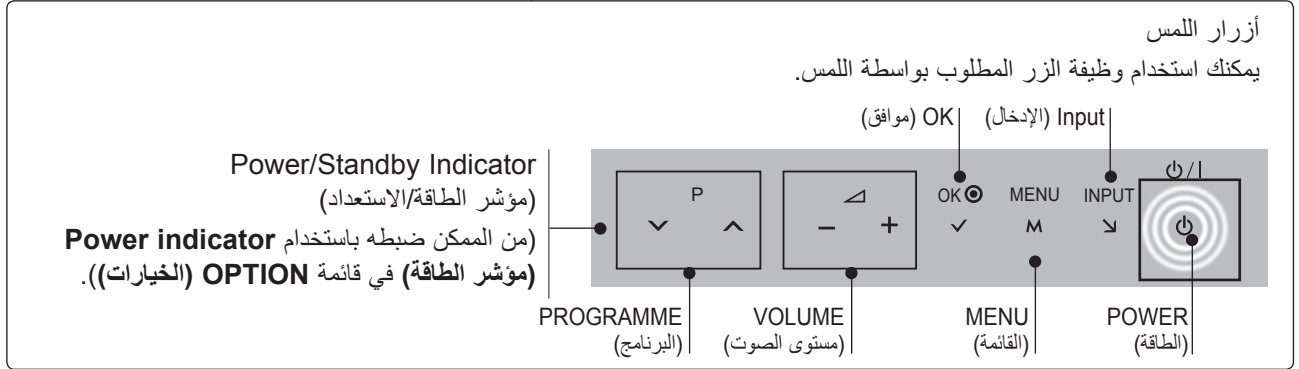 أزرار اللمس
يمكنك استخدام وظيفة الزر المطلوب بواسطة اللمس.
Input (الإدخال)
OK (موافق)
Power/Standby Indicator
(مؤشر الطاقة/الاستعداد)
(من الممكن ضبطه باستخدام Power indicator
(مؤشر الطاقة) في قائمة OPTION (الخيارات)).
P
OK
MENU
INPUT
M
PROGRAMME
(البرنامج)
VOLUME
(مستوى الصوت)
MENU
(القائمة)
POWER
(الطاقة)